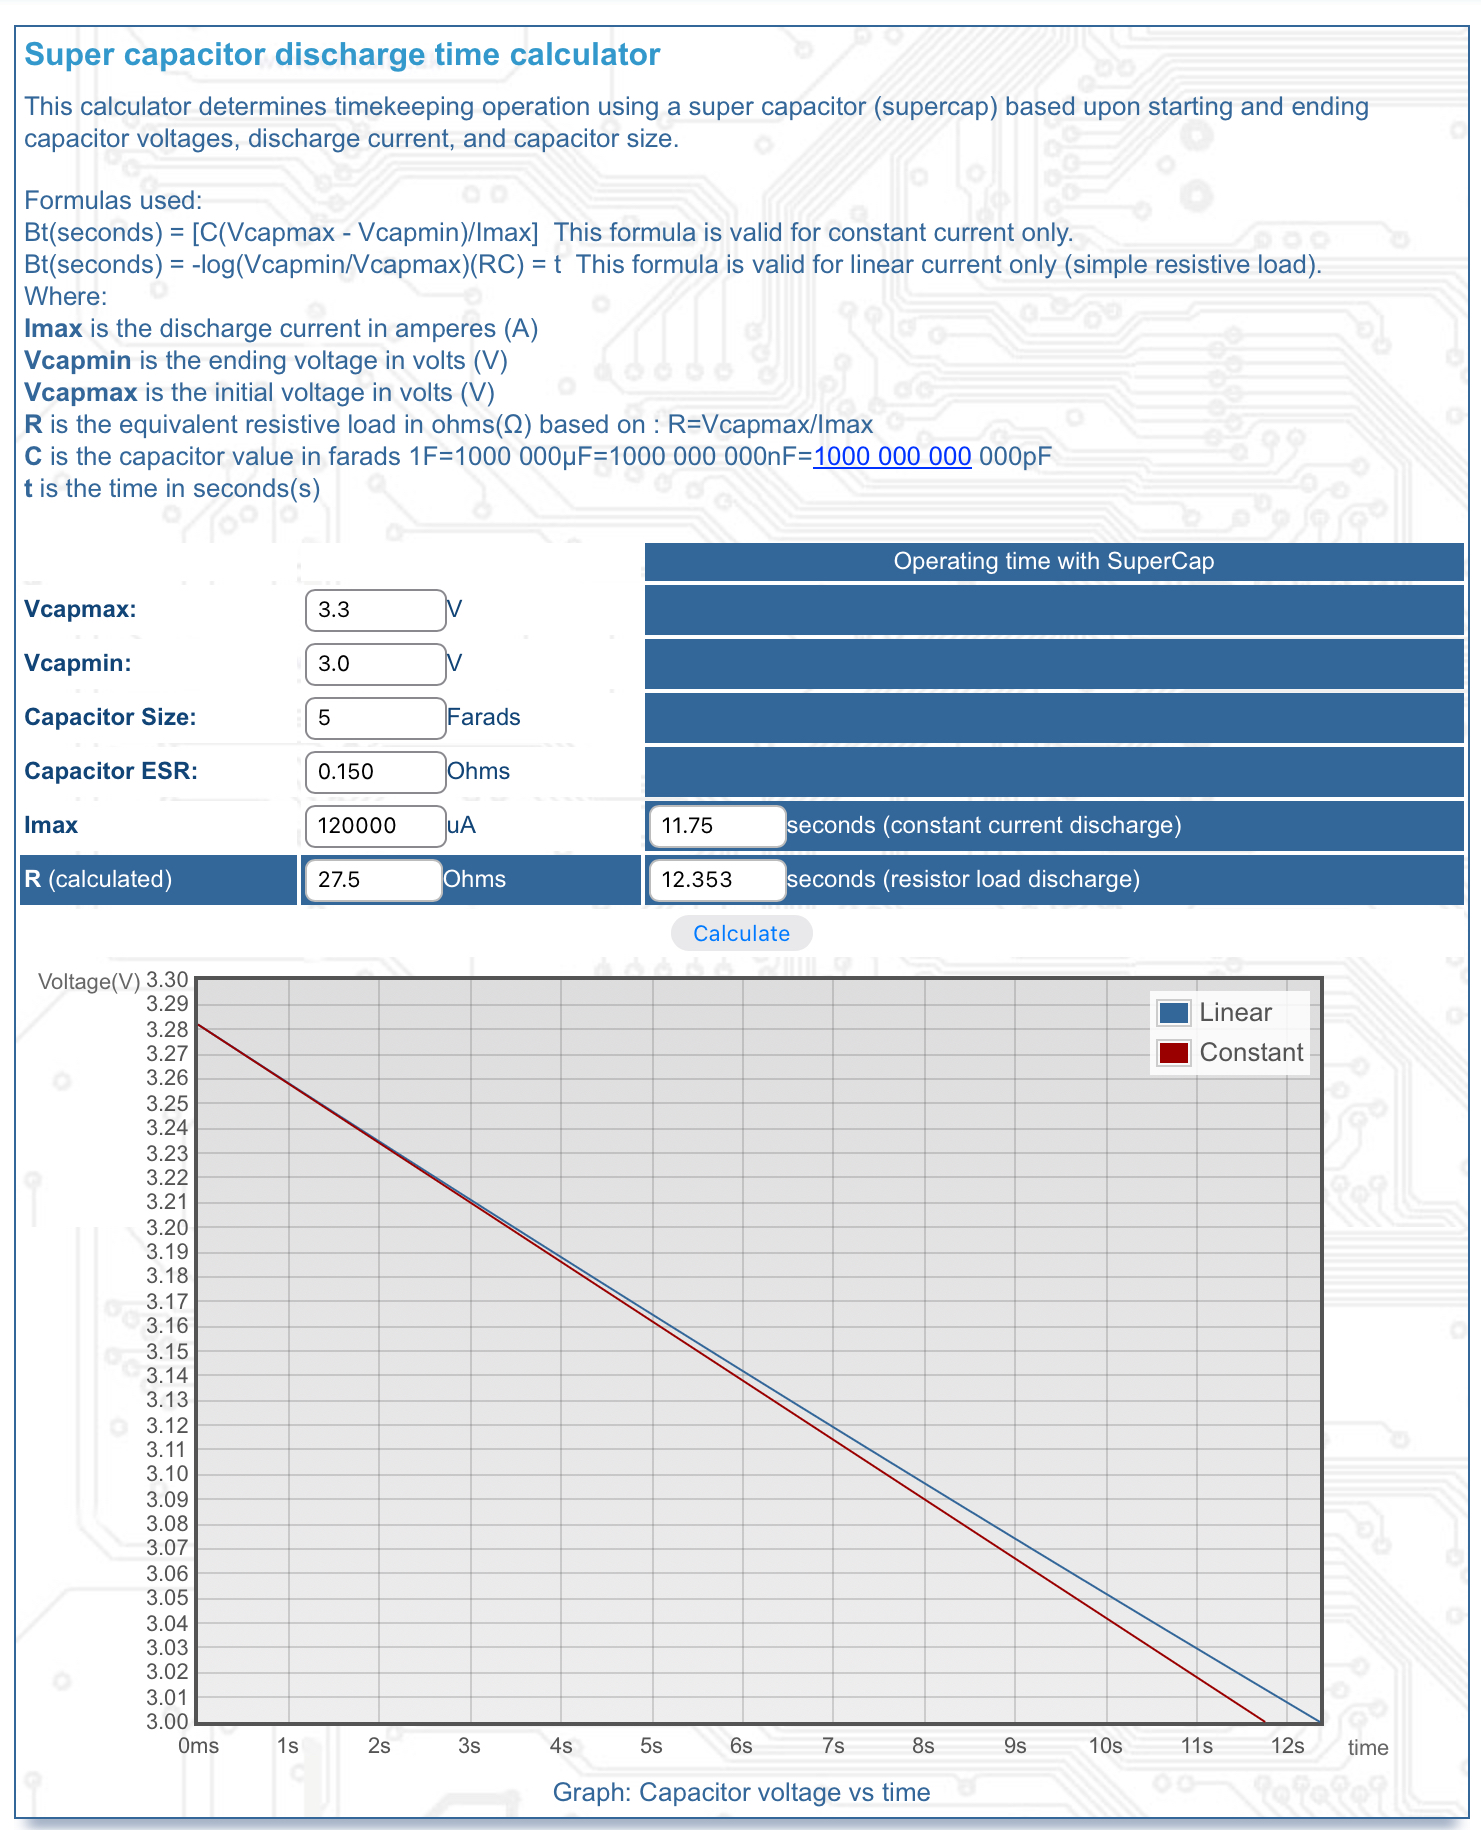 Super capacitor discharge time calculator
This calculator determines timekeeping operation using a super capacitor (supercap) based upon starting and ending
capacitor voltages, discharge current, and capacitor size.
Formulas used:
Bt(seconds) = [C(Vcapmax - Vcapmin)/Imax]  This formula is valid for constant current only.
Bt(seconds) = -log(Vcapmin/Vcapmax)(RC) = t  This formula is valid for linear current only (simple resistive load).
Where:
Imax is the discharge current in amperes (A)
Vcapmin is the ending voltage in volts (V)
Vcapmax is the initial voltage in volts (V)
R is the equivalent resistive load in ohms(Ω) based on : R=Vcapmax/Imax
C is the capacitor value in farads 1F=1000 000µF=1000 000 000nF=1000 000 000 000pF
t is the time in seconds(s)
Operating time with SuperCap
Vcapmax: 3.3 V
Vcapmin: 3.0 V
Capacitor Size: 5 Farads
Capacitor ESR: 0.150 Ohms
Imax 120000 uA 11.75 seconds (constant current discharge)
R (calculated) 27.5 Ohms 12.353 seconds (resistor load discharge)
Calculate
Voltage(V) 3.30
3.29
3.28
3.27
3.26
3.25
3.24
3.23
3.22
3.21
3.20
3.19
3.18
3.17
3.16
3.15
3.14
3.13
3.12
3.11
3.10
3.09
3.08
3.07
3.06
3.05
3.04
3.03
3.02
3.01
3.00
Linear
Constant
0ms 1s 2s 3s 4s 5s 6s 7s 8s 9s 10s 11s 12s time
Graph: Capacitor voltage vs time